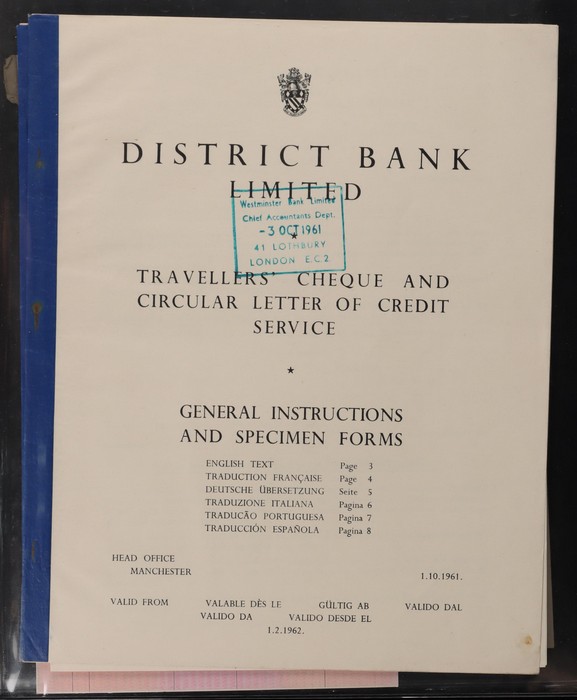 DISTRICT BANK
LIMITED
Westminster Bank Limited
Chief Accountants Dept.
-3 OCT 1961
41 LOTHBURY
LONDON E.C.2.
TRAVELLERS' CHEQUE AND
CIRCULAR LETTER OF CREDIT
SERVICE
GENERAL INSTRUCTIONS
AND SPECIMEN FORMS
ENGLISH TEXT Page 3
TRADUCTION FRANÇAISE Page 4
DEUTSCHE ÜBERSETZUNG Seite 5
TRADUZIONE ITALIANA Pagina 6
TRADUCÃO PORTUGUESA Pagina 7
TRADUCCIÓN ESPAÑOLA Pagina 8
HEAD OFFICE
MANCHESTER
1.10.1961.
VALID FROM VALABLE DÈS LE GÜLTIG AB VALIDO DAL
VALIDO DA VALIDO DESDE EL
1.2.1962.